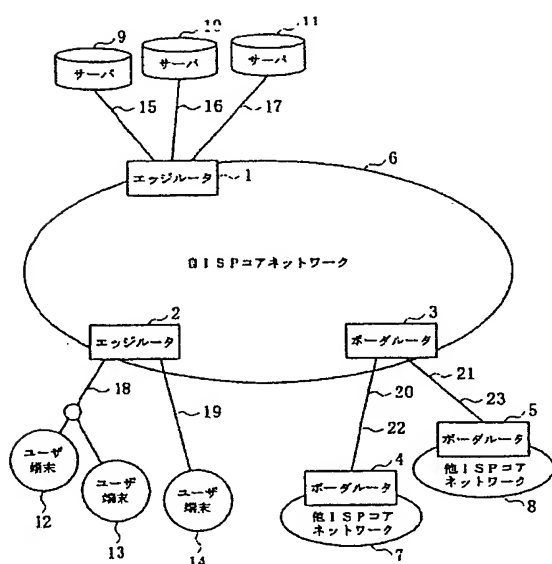 9
10
11
サーバ
サーバ
サーバ
15
16
17
6
エッジルータ
1
自ISPコアネットワーク
2
3
エッジルータ
ボーダルータ
18
19
20
21
22
23
5
ボーダルータ
他ISPコア
ネットワーク
8
ユーザ
端末
12
ユーザ
端末
13
ユーザ
端末
14
4
ボーダルータ
他ISPコア
ネットワーク
7